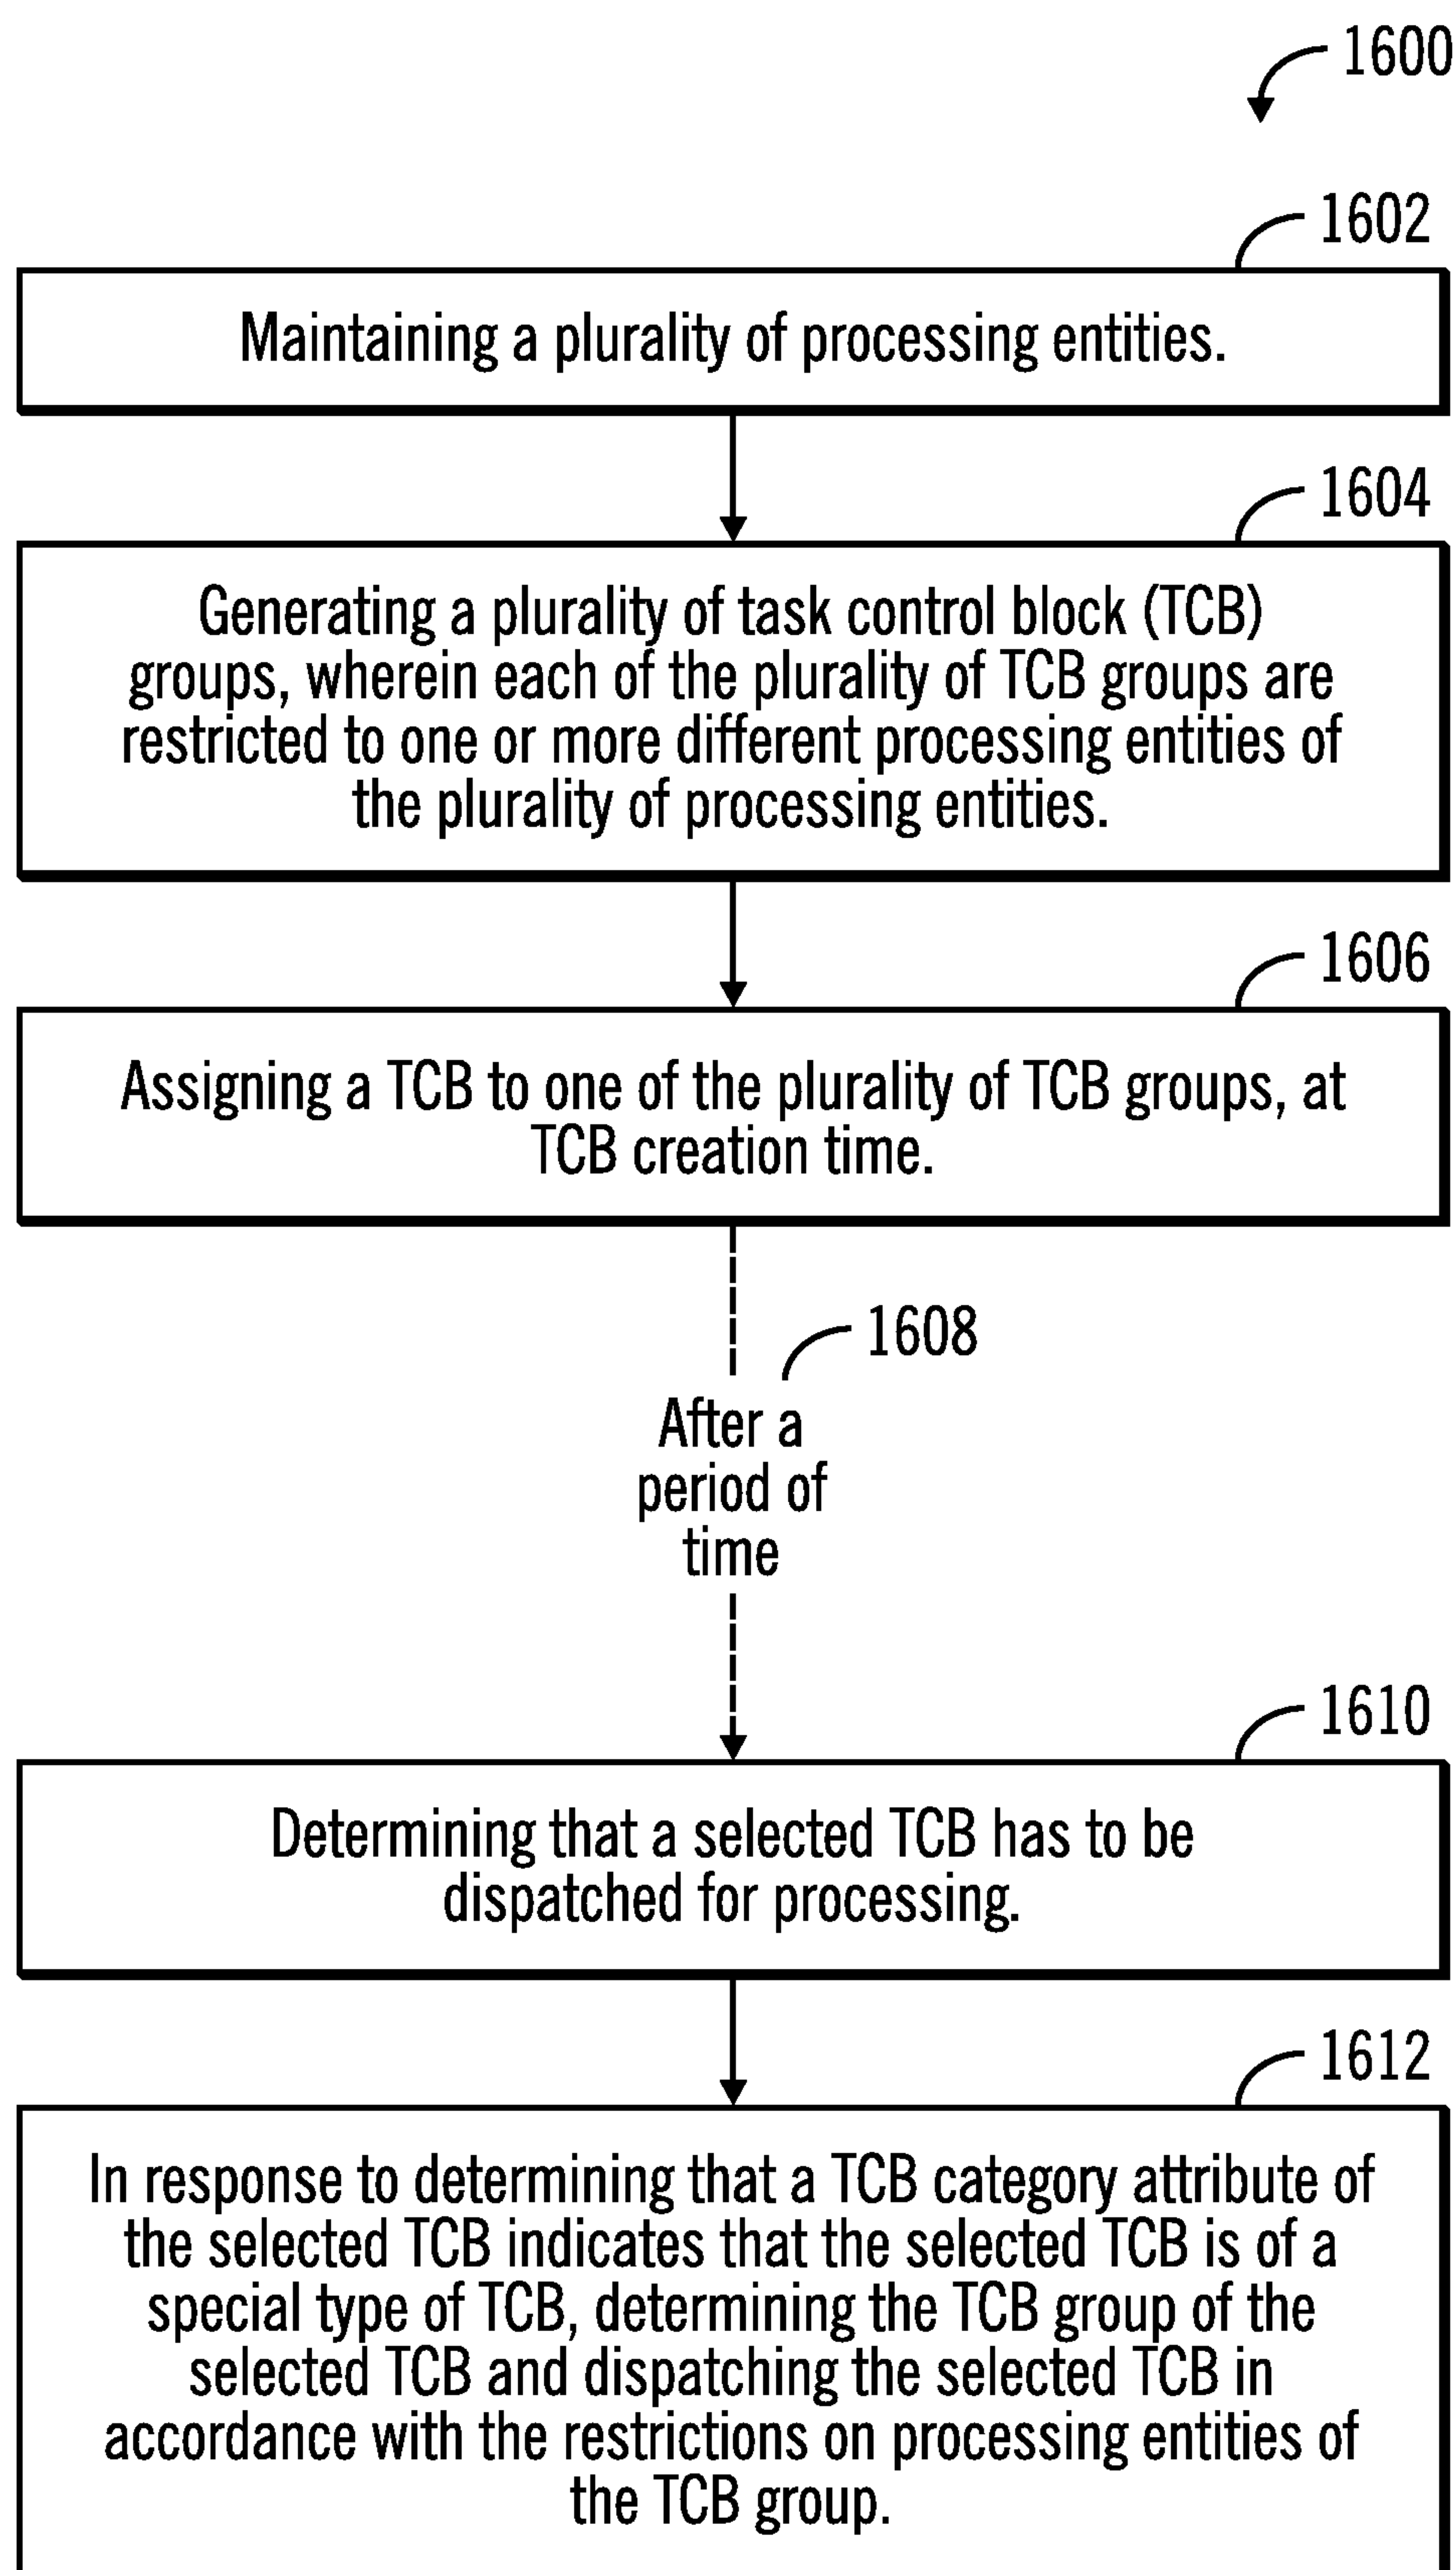 1600
1602
Maintaining a plurality of processing entities.
1604
Generating a plurality of task control block (TCB)
groups, wherein each of the plurality of TCB groups are
restricted to one or more different processing entities of
the plurality of processing entities.
1606
Assigning a TCB to one of the plurality of TCB groups, at
TCB creation time.
1608
After a
period of
time
1610
Determining that a selected TCB has to be
dispatched for processing.
1612
In response to determining that a TCB category attribute of
the selected TCB indicates that the selected TCB is of a
special type of TCB, determining the TCB group of the
selected TCB and dispatching the selected TCB in
accordance with the restrictions on processing entities of
the TCB group.